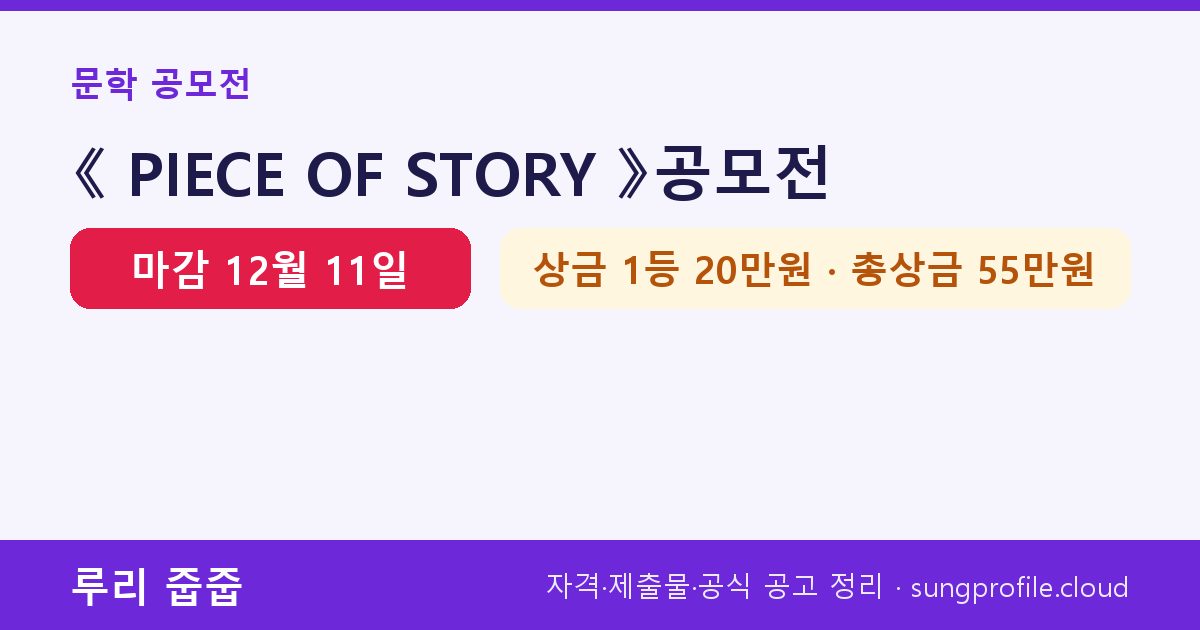 문학 공모전
《 PIECE OF STORY 》공모전
마감 12월 11일
상금 1등 20만원 · 총상금 55만원
루리 줍줍
자격·제출물·공식 공고 정리 · sungprofile.cloud